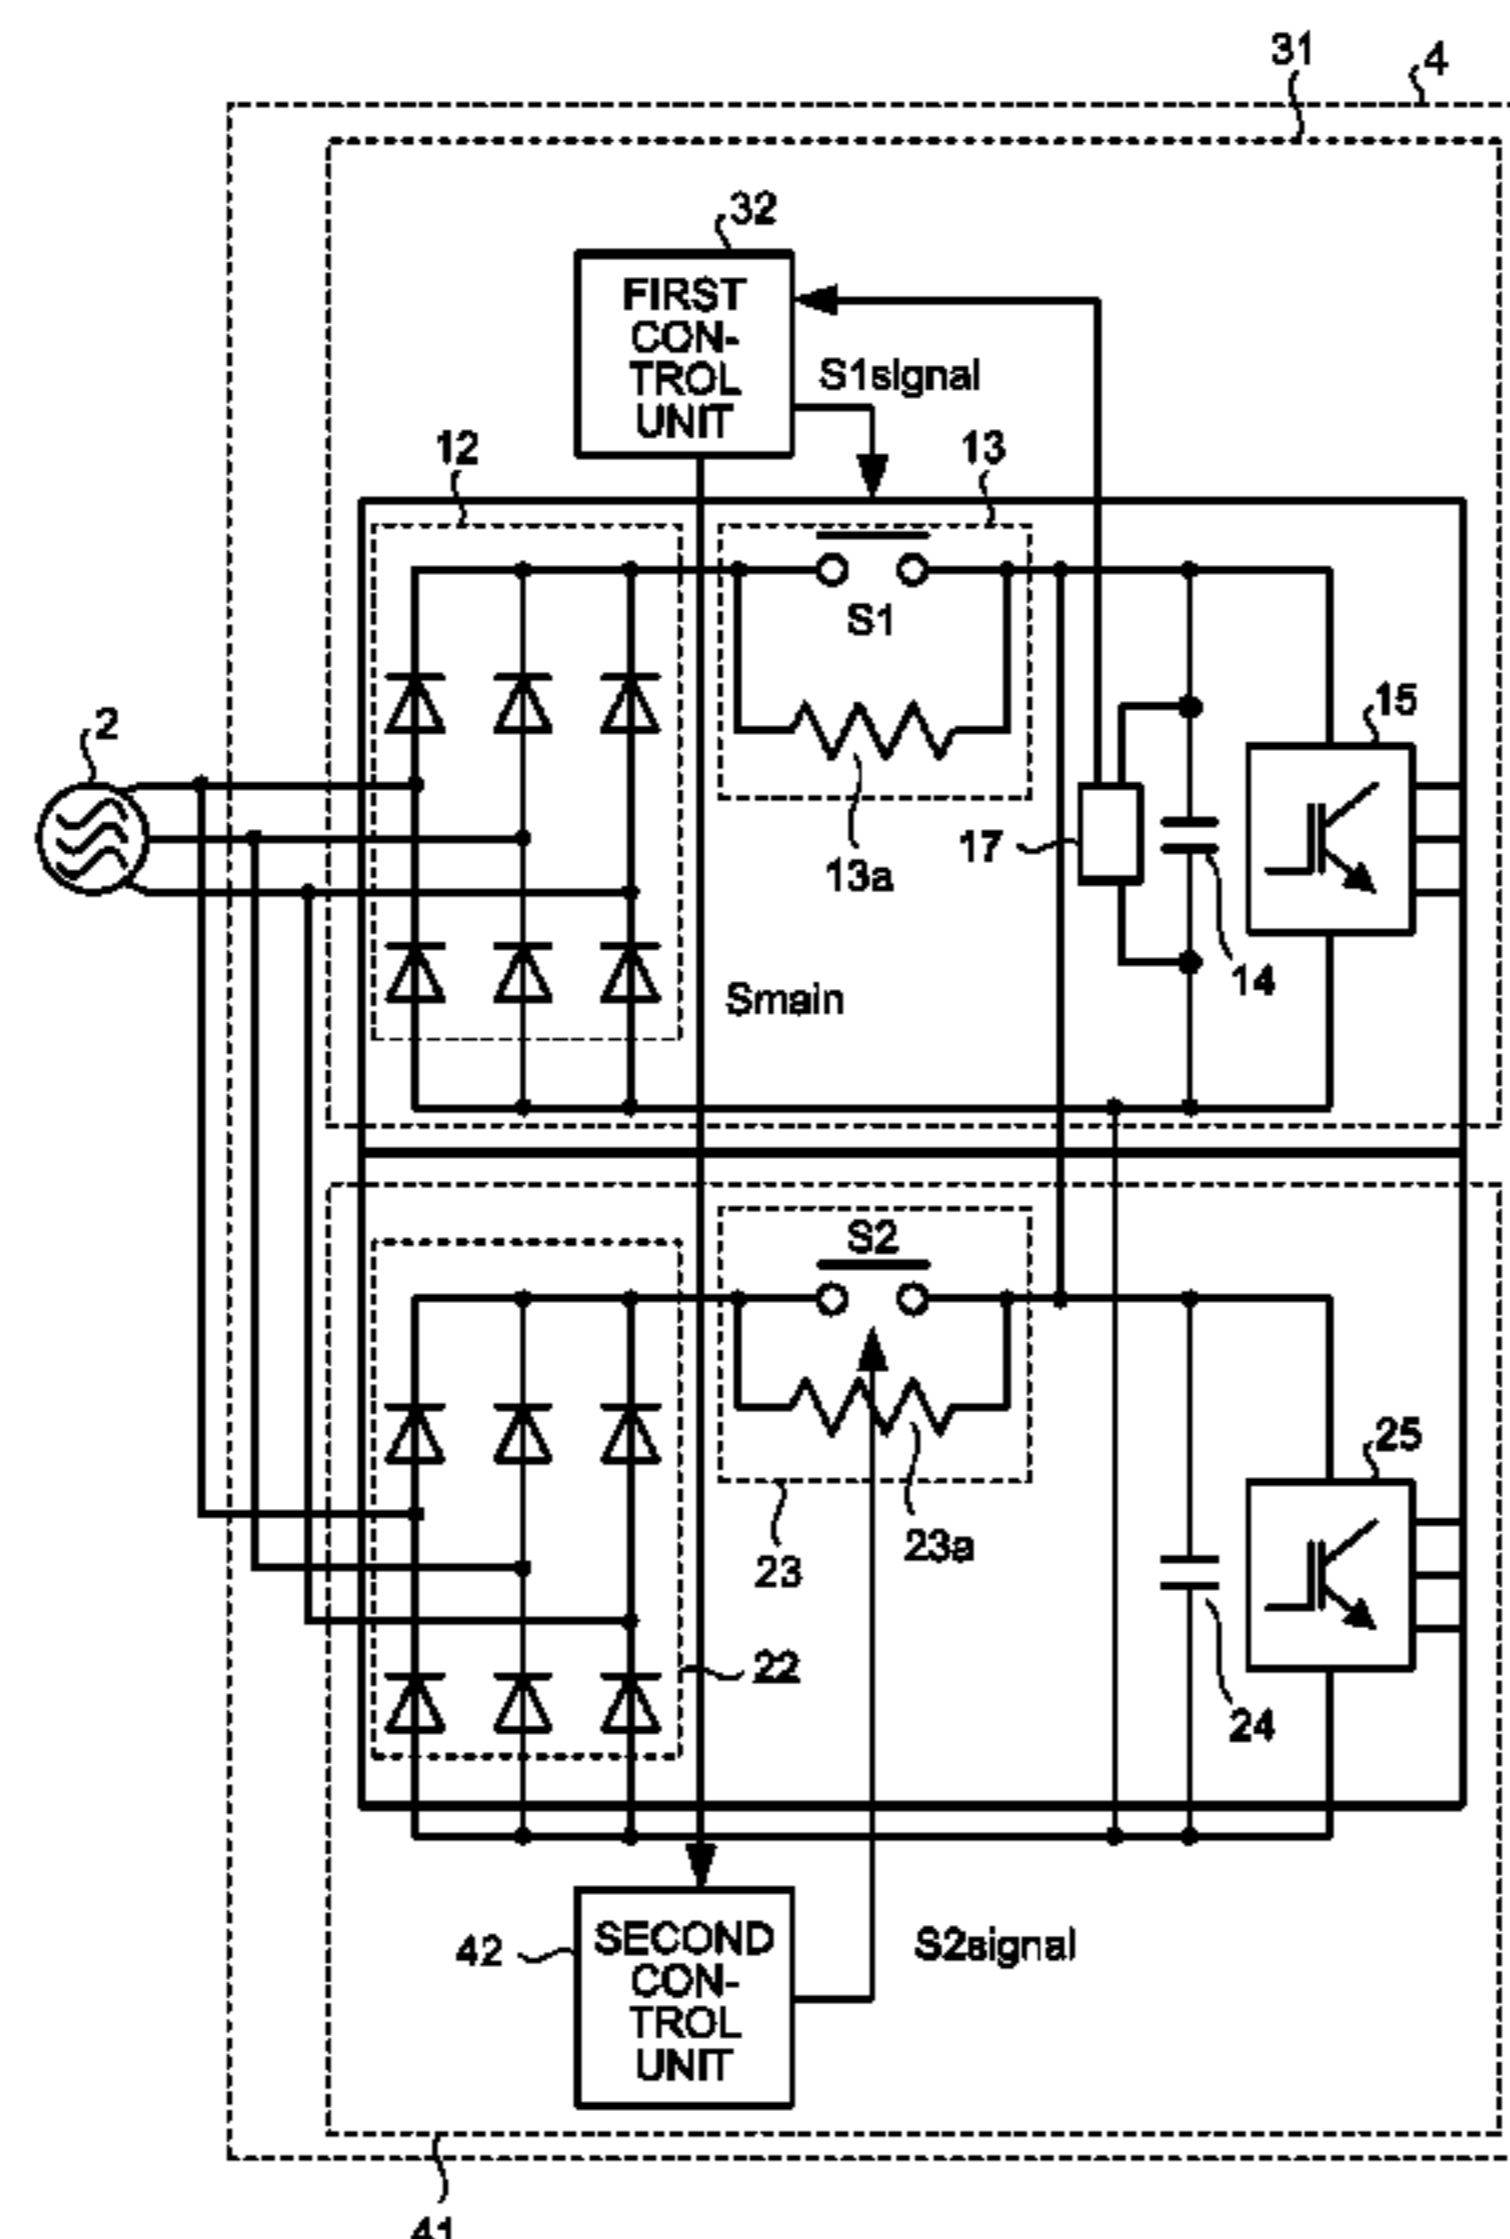 31
4
32
FIRST
CON-
TROL
UNIT
S1signal
12
13
S1
2
15
17
13a
14
Smain
S2
25
23
23a
22
24
42
SECOND
CON-
TROL
UNIT
S2signal
41